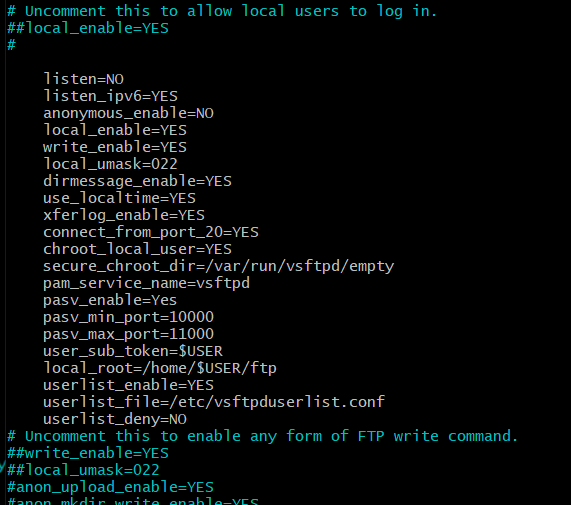 # Uncomment this to allow local users to log in.
##local_enable=YES
#
listen=NO
listen_ipv6=YES
anonymous_enable=NO
local_enable=YES
write_enable=YES
local_umask=022
dirmessage_enable=YES
use_localtime=YES
xferlog_enable=YES
connect_from_port_20=YES
chroot_local_user=YES
secure_chroot_dir=/var/run/vsftpd/empty
pam_service_name=vsftpd
pasv_enable=Yes
pasv_min_port=10000
pasv_max_port=11000
user_sub_token=$USER
local_root=/home/$USER/ftp
userlist_enable=YES
userlist_file=/etc/vsftpduserlist.conf
userlist_deny=NO
# Uncomment this to enable any form of FTP write command.
##write_enable=YES
##local_umask=022
#anon_upload_enable=YES
#anon_mkdir_write_enable=YES